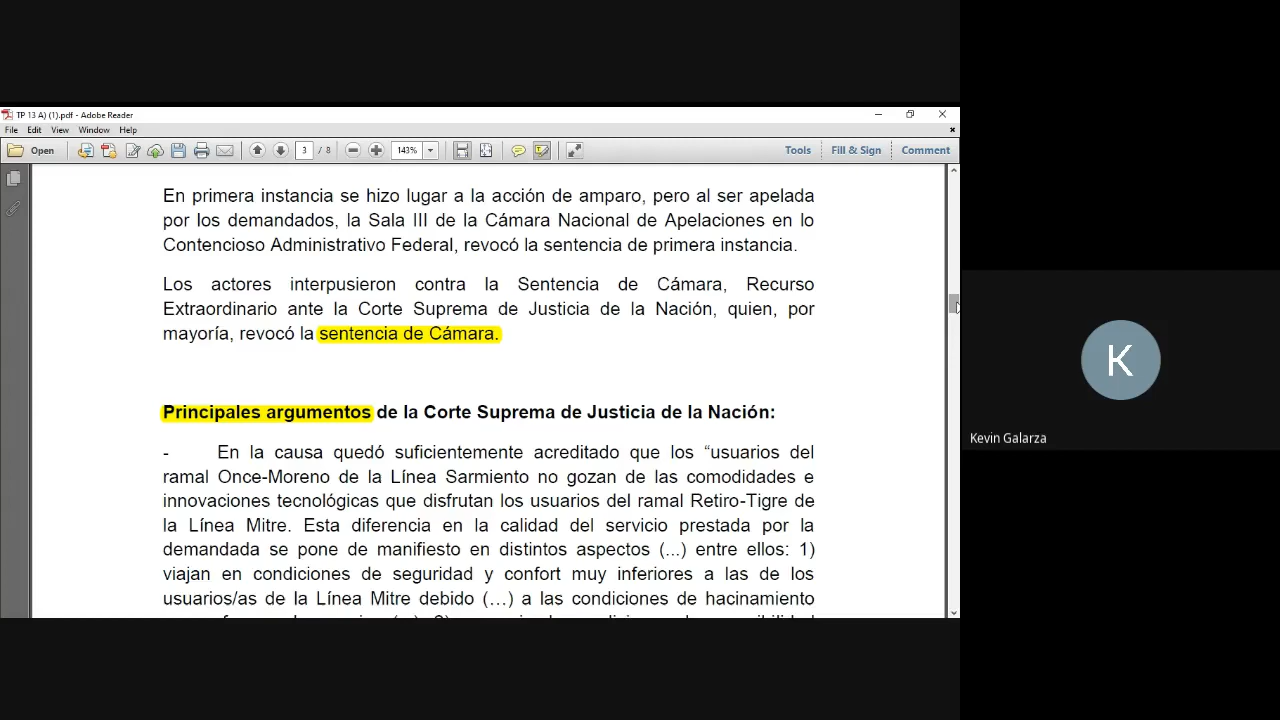 TP 13 A) (1).pdf - Adobe Reader
File Edit View Window Help
Open 3 / 8 143% Tools Fill & Sign Comment
En primera instancia se hizo lugar a la acción de amparo, pero al ser apelada
por los demandados, la Sala III de la Cámara Nacional de Apelaciones en lo
Contencioso Administrativo Federal, revocó la sentencia de primera instancia.
Los actores interpusieron contra la Sentencia de Cámara, Recurso
Extraordinario ante la Corte Suprema de Justicia de la Nación, quien, por
mayoría, revocó la sentencia de Cámara.
Principales argumentos de la Corte Suprema de Justicia de la Nación:
- En la causa quedó suficientemente acreditado que los “usuarios del
ramal Once-Moreno de la Línea Sarmiento no gozan de las comodidades e
innovaciones tecnológicas que disfrutan los usuarios del ramal Retiro-Tigre de
la Línea Mitre. Esta diferencia en la calidad del servicio prestada por la
demandada se pone de manifiesto en distintos aspectos (...) entre ellos: 1)
viajan en condiciones de seguridad y confort muy inferiores a las de los
usuarios/as de la Línea Mitre debido (…) a las condiciones de hacinamiento
K
Kevin Galarza